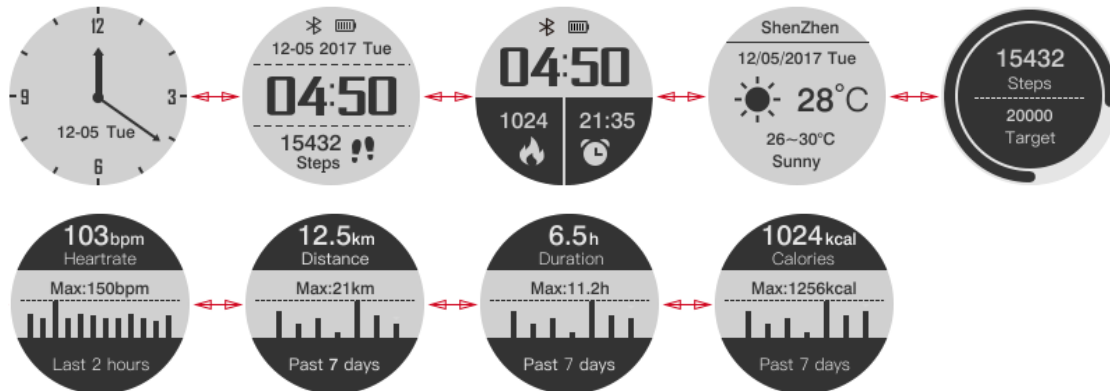 12
9
3
12-05 Tue
6
12-05 2017 Tue
04:50
15432
Steps
04:50
1024
21:35
ShenZhen
12/05/2017 Tue
28°C
26~30°C
Sunny
15432
Steps
20000
Target
103bpm
Heartrate
Max:150bpm
Last 2 hours
12.5km
Distance
Max:21km
Past 7 days
6.5h
Duration
Max:11.2h
Past 7 days
1024kcal
Calories
Max:1256kcal
Past 7 days